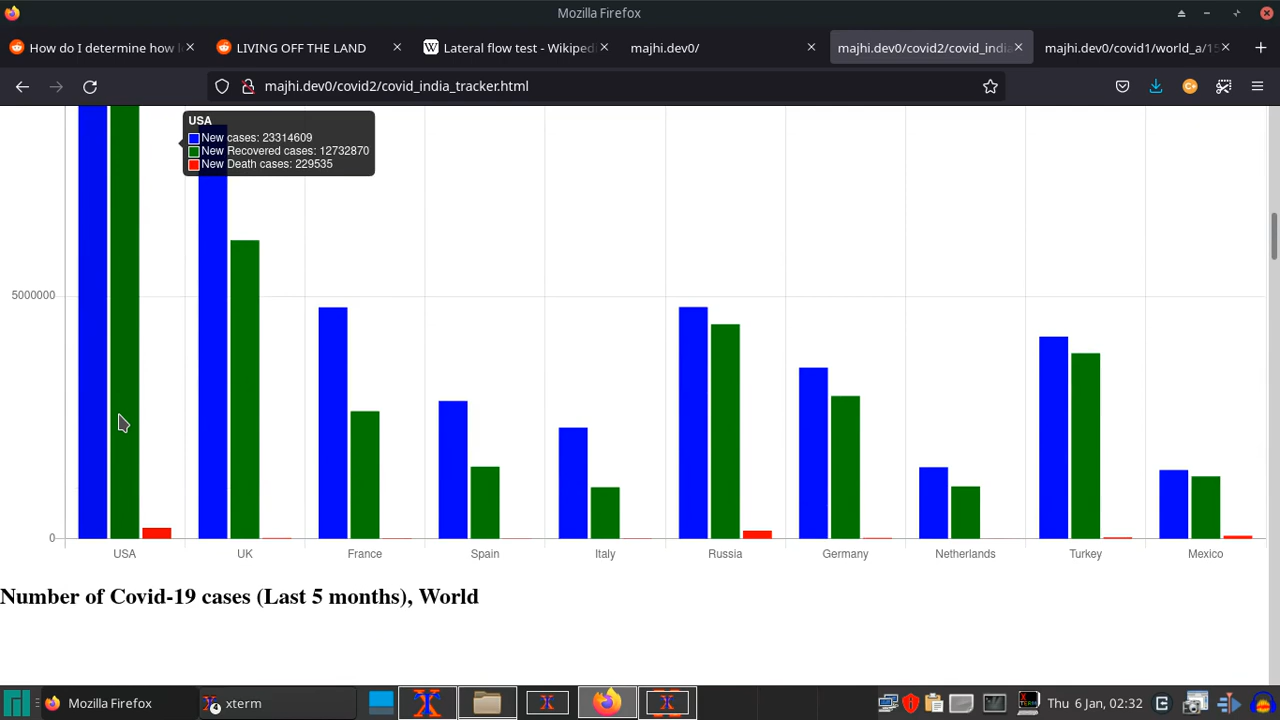 Mozilla Firefox
How do I determine how l
LIVING OFF THE LAND
Lateral flow test - Wikiped
majhi.dev0/
majhi.dev0/covid2/covid_india
majhi.dev0/covid1/world_a/15
majhi.dev0/covid2/covid_india_tracker.html
USA
New cases: 23314609
New Recovered cases: 12732870
New Death cases: 229535
5000000
0
USA UK France Spain Italy Russia Germany Netherlands Turkey Mexico
Number of Covid-19 cases (Last 5 months), World
Mozilla Firefox
xterm
Thu 6 Jan, 02:32